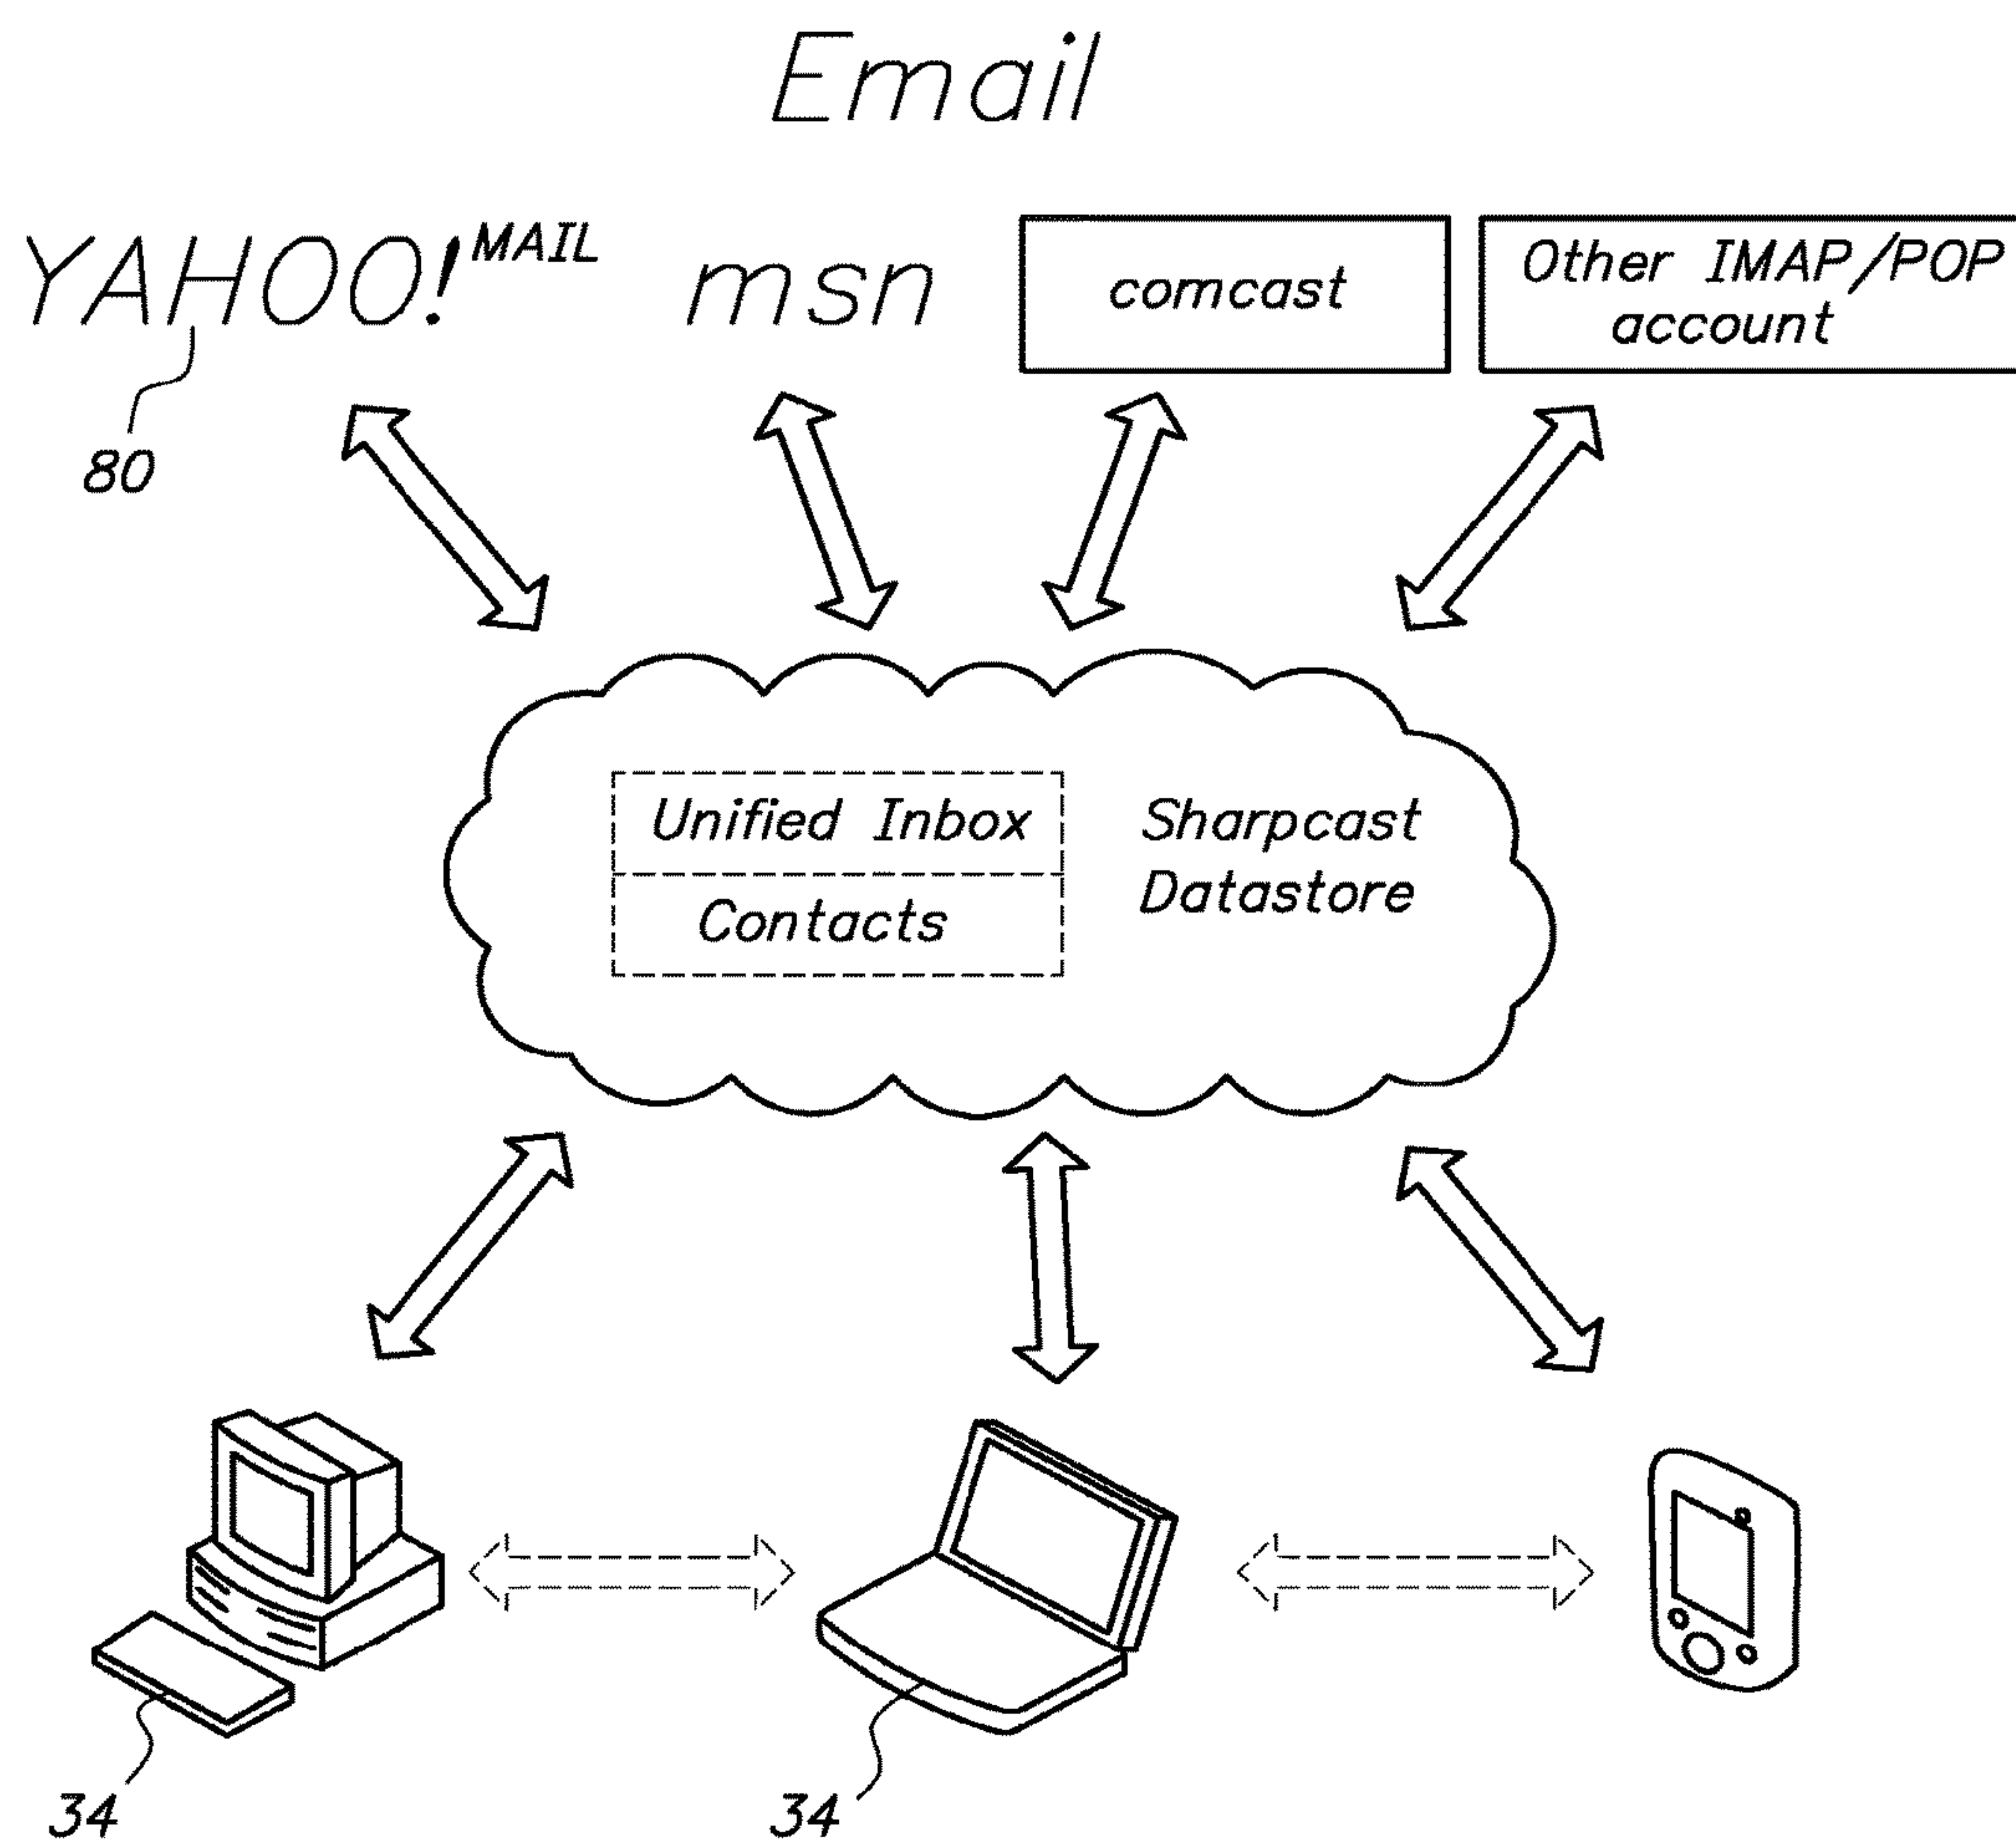 Email
YAHOO! MAIL
msn
comcast
Other IMAP/POP
account
80
Unified Inbox
Contacts
Sharpcast
Datastore
34
34